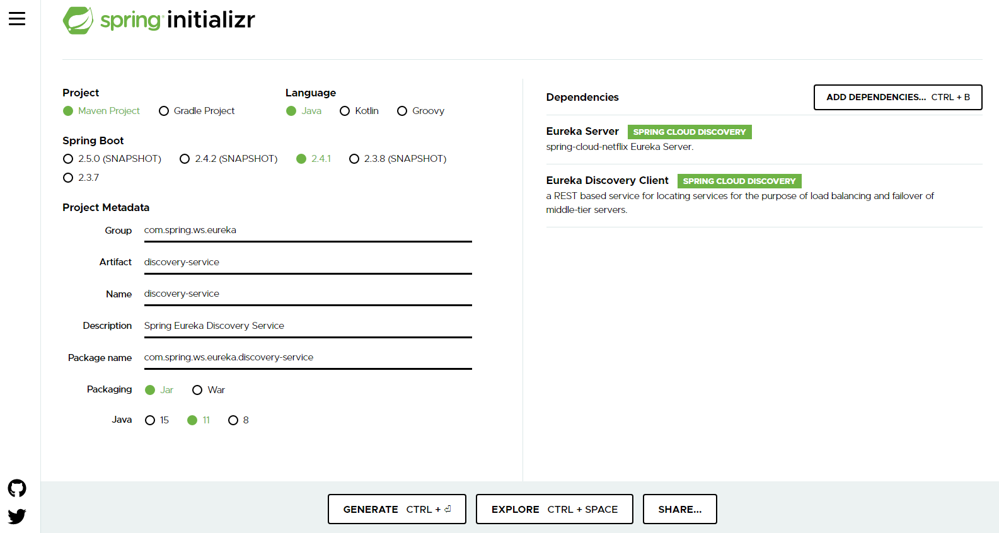 spring initializr
Project
Maven Project Gradle Project
Language
Java Kotlin Groovy
Spring Boot
2.5.0 (SNAPSHOT) 2.4.2 (SNAPSHOT) 2.4.1 2.3.8 (SNAPSHOT)
2.3.7
Project Metadata
Group com.spring.ws.eureka
Artifact discovery-service
Name discovery-service
Description Spring Eureka Discovery Service
Package name com.spring.ws.eureka.discovery-service
Packaging Jar War
Java 15 11 8
Dependencies
ADD DEPENDENCIES... CTRL + B
Eureka Server SPRING CLOUD DISCOVERY
spring-cloud-netflix Eureka Server.
Eureka Discovery Client SPRING CLOUD DISCOVERY
a REST based service for locating services for the purpose of load balancing and failover of
middle-tier servers.
GENERATE CTRL + ⏎
EXPLORE CTRL + SPACE
SHARE...